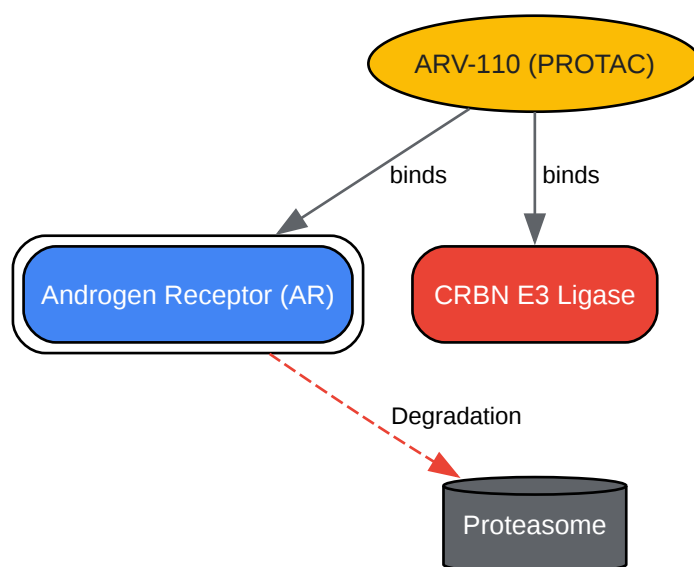 ARV-110 (PROTAC)
binds
binds
Androgen Receptor (AR)
CRBN E3 Ligase
Degradation
Proteasome